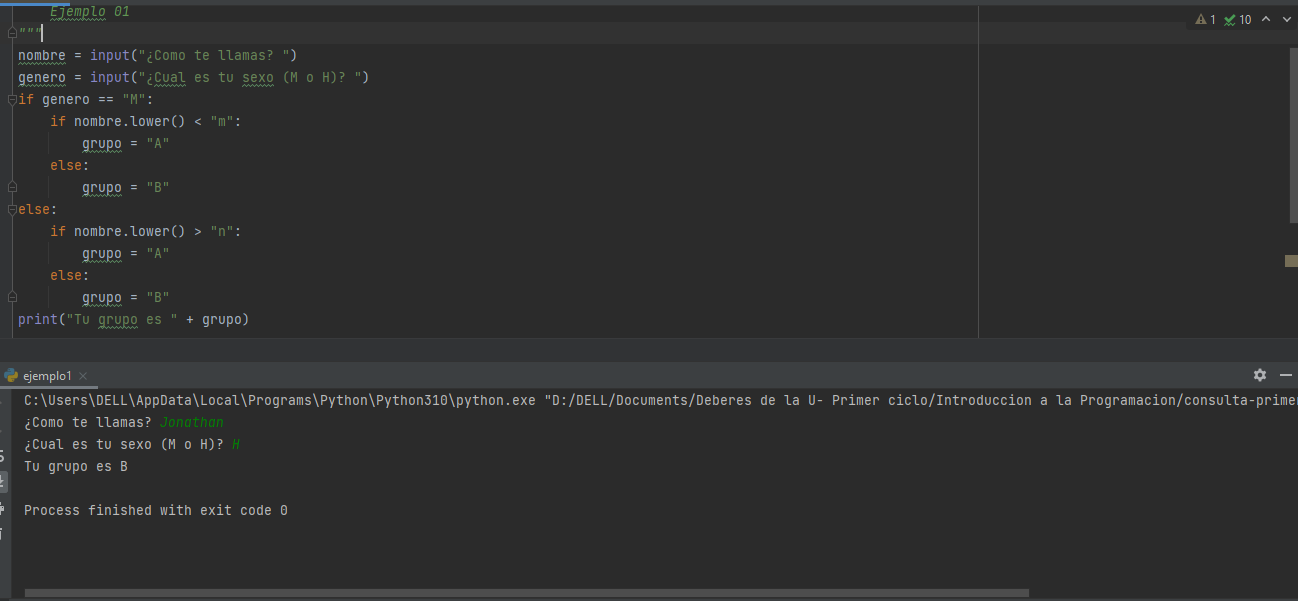 Ejemplo 01
1 10
"""
nombre = input("¿Como te llamas? ")
genero = input("¿Cual es tu sexo (M o H)? ")
if genero == "M":
    if nombre.lower() < "m":
        grupo = "A"
    else:
        grupo = "B"
else:
    if nombre.lower() > "n":
        grupo = "A"
    else:
        grupo = "B"
print("Tu grupo es " + grupo)
ejemplo1
C:\Users\DELL\AppData\Local\Programs\Python\Python310\python.exe "D:/DELL/Documents/Deberes de la U- Primer ciclo/Introduccion a la Programacion/consulta-prime
¿Como te llamas? Jonathan
¿Cual es tu sexo (M o H)? H
Tu grupo es B
Process finished with exit code 0